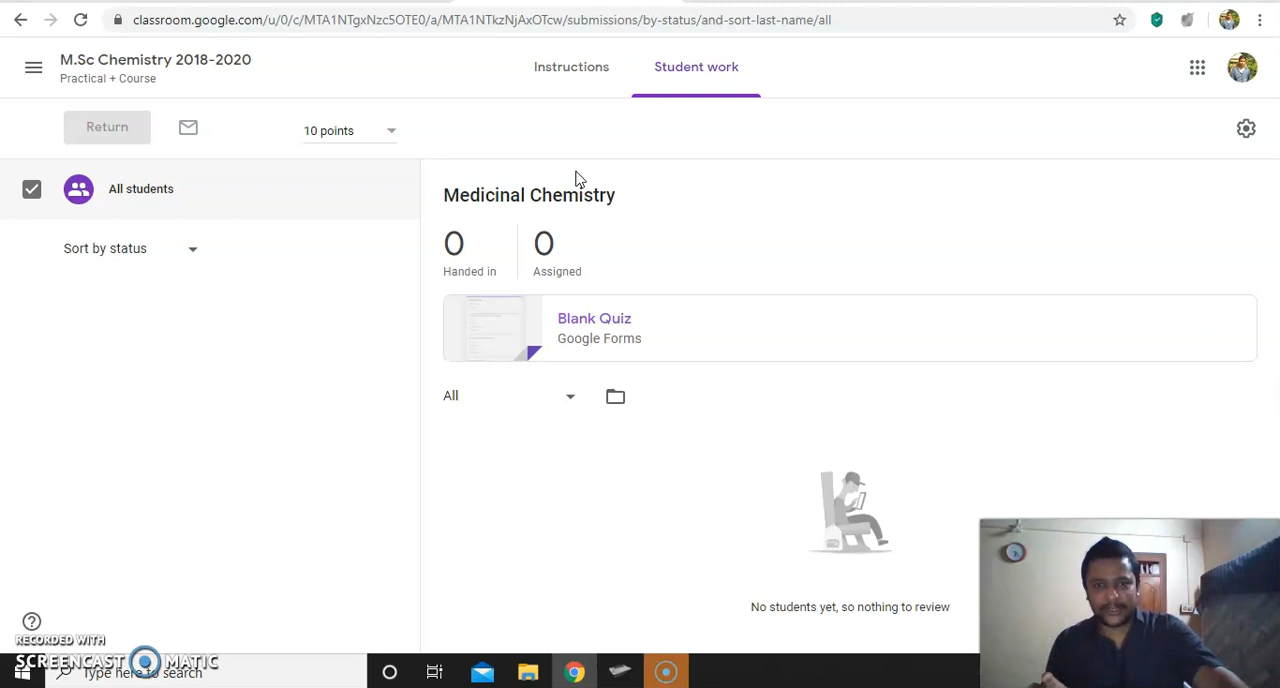 classroom.google.com/u/0/c/MTA1NTgxNzc5OTE0/a/MTA1NTkzNjAxOTcw/submissions/by-status/and-sort-last-name/all
M.Sc Chemistry 2018-2020
Practical + Course
Instructions
Student work
Return
10 points
All students
Sort by status
Medicinal Chemistry
0
Handed in
0
Assigned
Blank Quiz
Google Forms
All
No students yet, so nothing to review
RECORDED WITH
SCREENCAST MATIC
Type here to search